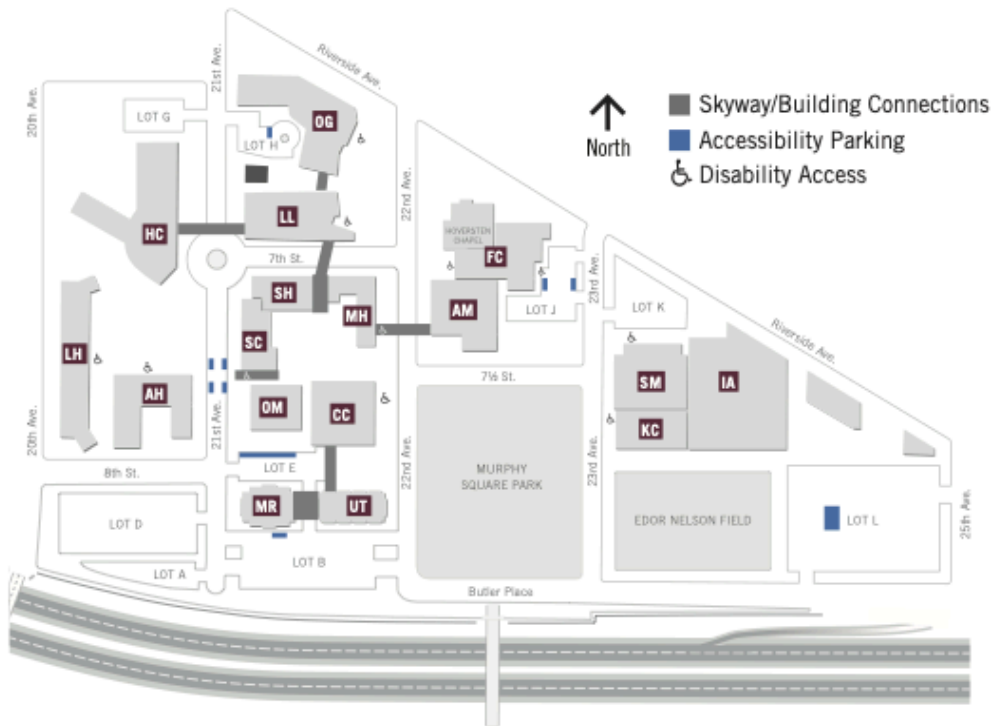 Riverside Ave.
21st Ave.
20th Ave.
LOT G
OG
LOT H
North
Skyway/Building Connections
Accessibility Parking
Disability Access
22nd Ave.
LL
HC
HOVERSTEN
CHAPEL
FC
7th St.
23rd Ave.
SH
MH
AM
LOT J
LOT K
Riverside Ave.
SC
LH
AH
7½ St.
SM
IA
OM
CC
KC
20th Ave.
21st Ave.
22nd Ave.
23rd Ave.
8th St.
LOT E
MURPHY
SQUARE PARK
MR
UT
LOT D
EDOR NELSON FIELD
LOT L
25th Ave.
LOT A
LOT B
Butler Place